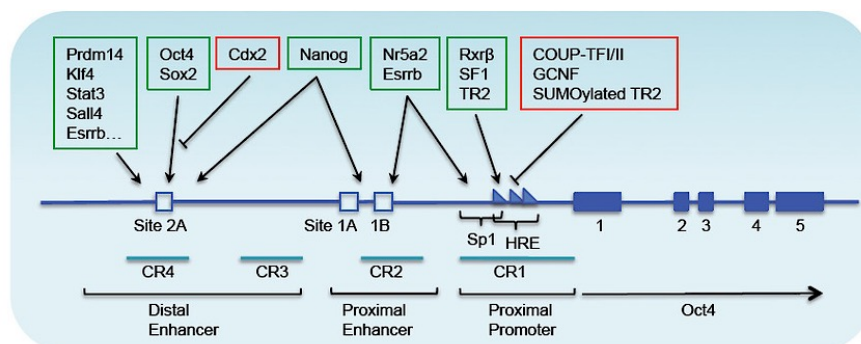 Prdm14
Klf4
Stat3
Sall4
Esrrb...
Oct4
Sox2
Cdx2
Nanog
Nr5a2
Esrrb
Rxrβ
SF1
TR2
COUP-TFI/II
GCNF
SUMOylated TR2
Site 2A
Site 1A
1B
Sp1
HRE
1
2
3
4
5
CR4
CR3
CR2
CR1
Distal
Enhancer
Proximal
Enhancer
Proximal
Promoter
Oct4